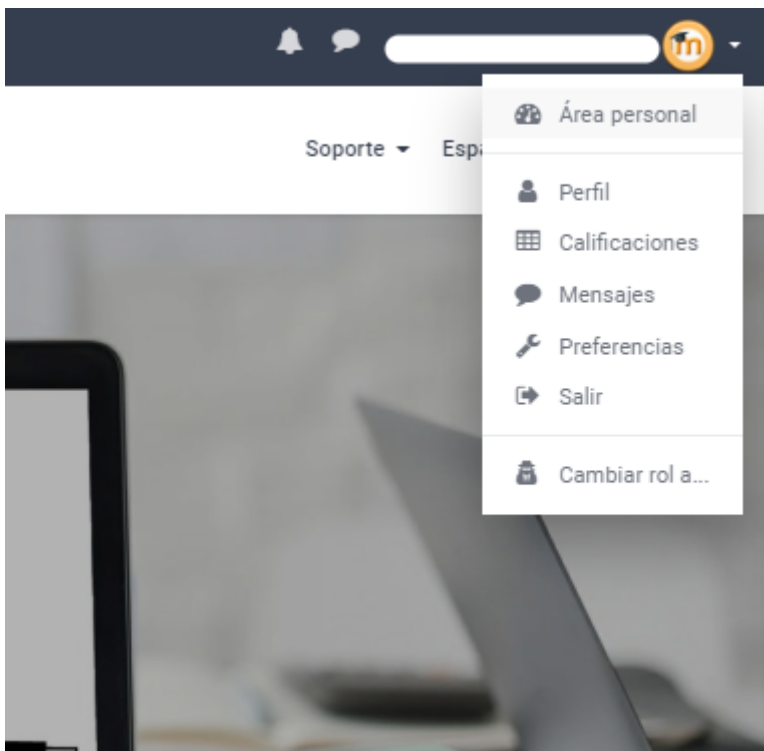 m
Área personal
Soporte Esp
Perfil
Calificaciones
Mensajes
Preferencias
Salir
Cambiar rol a...